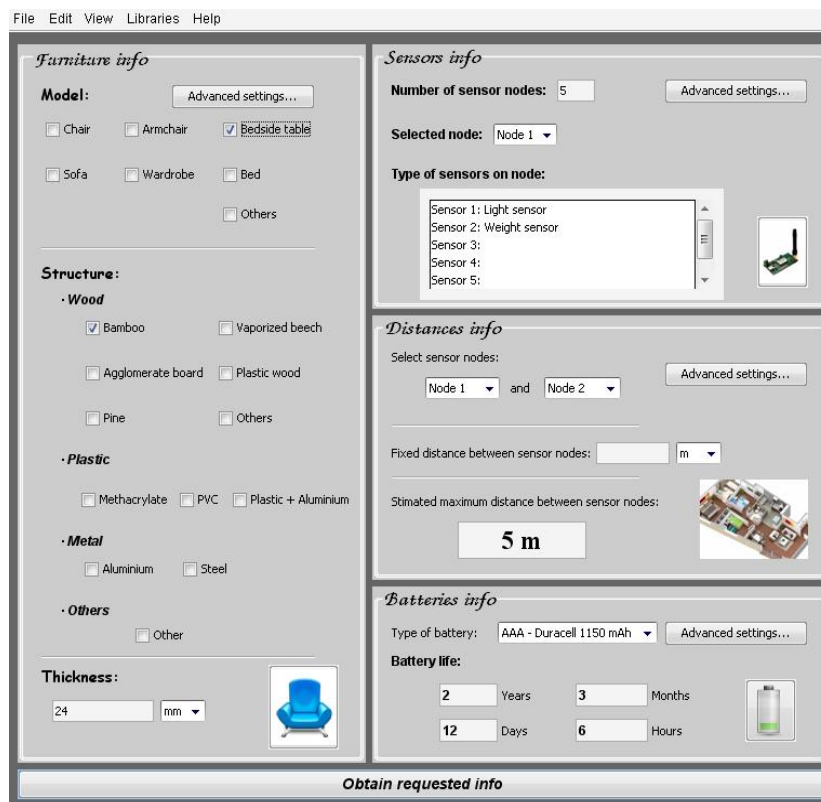 File Edit View Libraries Help
Furniture info
Model: Advanced settings...
Chair Armchair Bedside table
Sofa Wardrobe Bed
Others
Structure:
· Wood
Bamboo Vaporized beech
Agglomerate board Plastic wood
Pine Others
· Plastic
Methacrylate PVC Plastic + Aluminium
· Metal
Aluminium Steel
· Others
Other
Thickness:
24 mm
Sensors info
Number of sensor nodes: 5 Advanced settings...
Selected node: Node 1
Type of sensors on node:
Sensor 1: Light sensor
Sensor 2: Weight sensor
Sensor 3:
Sensor 4:
Sensor 5:
Distances info
Select sensor nodes:
Advanced settings...
Node 1 and Node 2
Fixed distance between sensor nodes: m
Stimated maximum distance between sensor nodes:
5 m
Batteries info
Type of battery: AAA - Duracell 1150 mAh Advanced settings...
Battery life:
2 Years 3 Months
12 Days 6 Hours
Obtain requested info